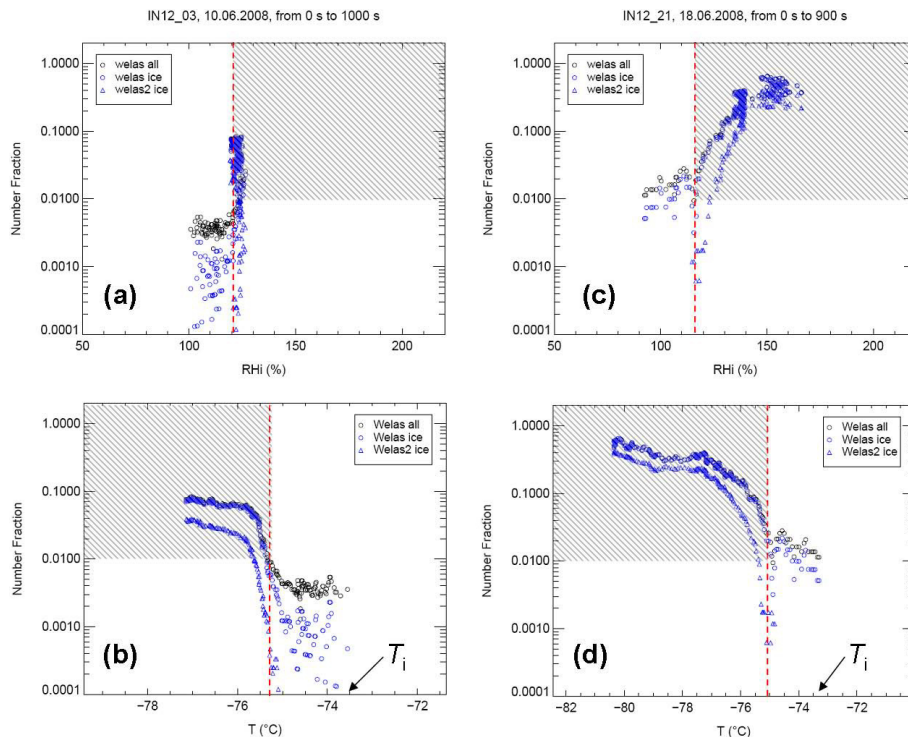 IN12_03, 10.06.2008, from 0 s to 1000 s
1.0000
0.1000
0.0100
0.0010
0.0001
Number Fraction
welas all
welas ice
welas2 ice
(a)
50 100 150 200
RHi (%)
IN12_21, 18.06.2008, from 0 s to 900 s
1.0000
0.1000
0.0100
0.0010
0.0001
Number Fraction
welas all
welas ice
welas2 ice
(c)
50 100 150 200
RHi (%)
1.0000
0.1000
0.0100
0.0010
0.0001
Number Fraction
Welas all
Welas ice
Welas2 ice
(b)
Ti
−78 −76 −74 −72
T (°C)
1.0000
0.1000
0.0100
0.0010
0.0001
Number Fraction
Welas all
Welas ice
Welas2 ice
(d)
Ti
−82 −80 −78 −76 −74 −72
T (°C)